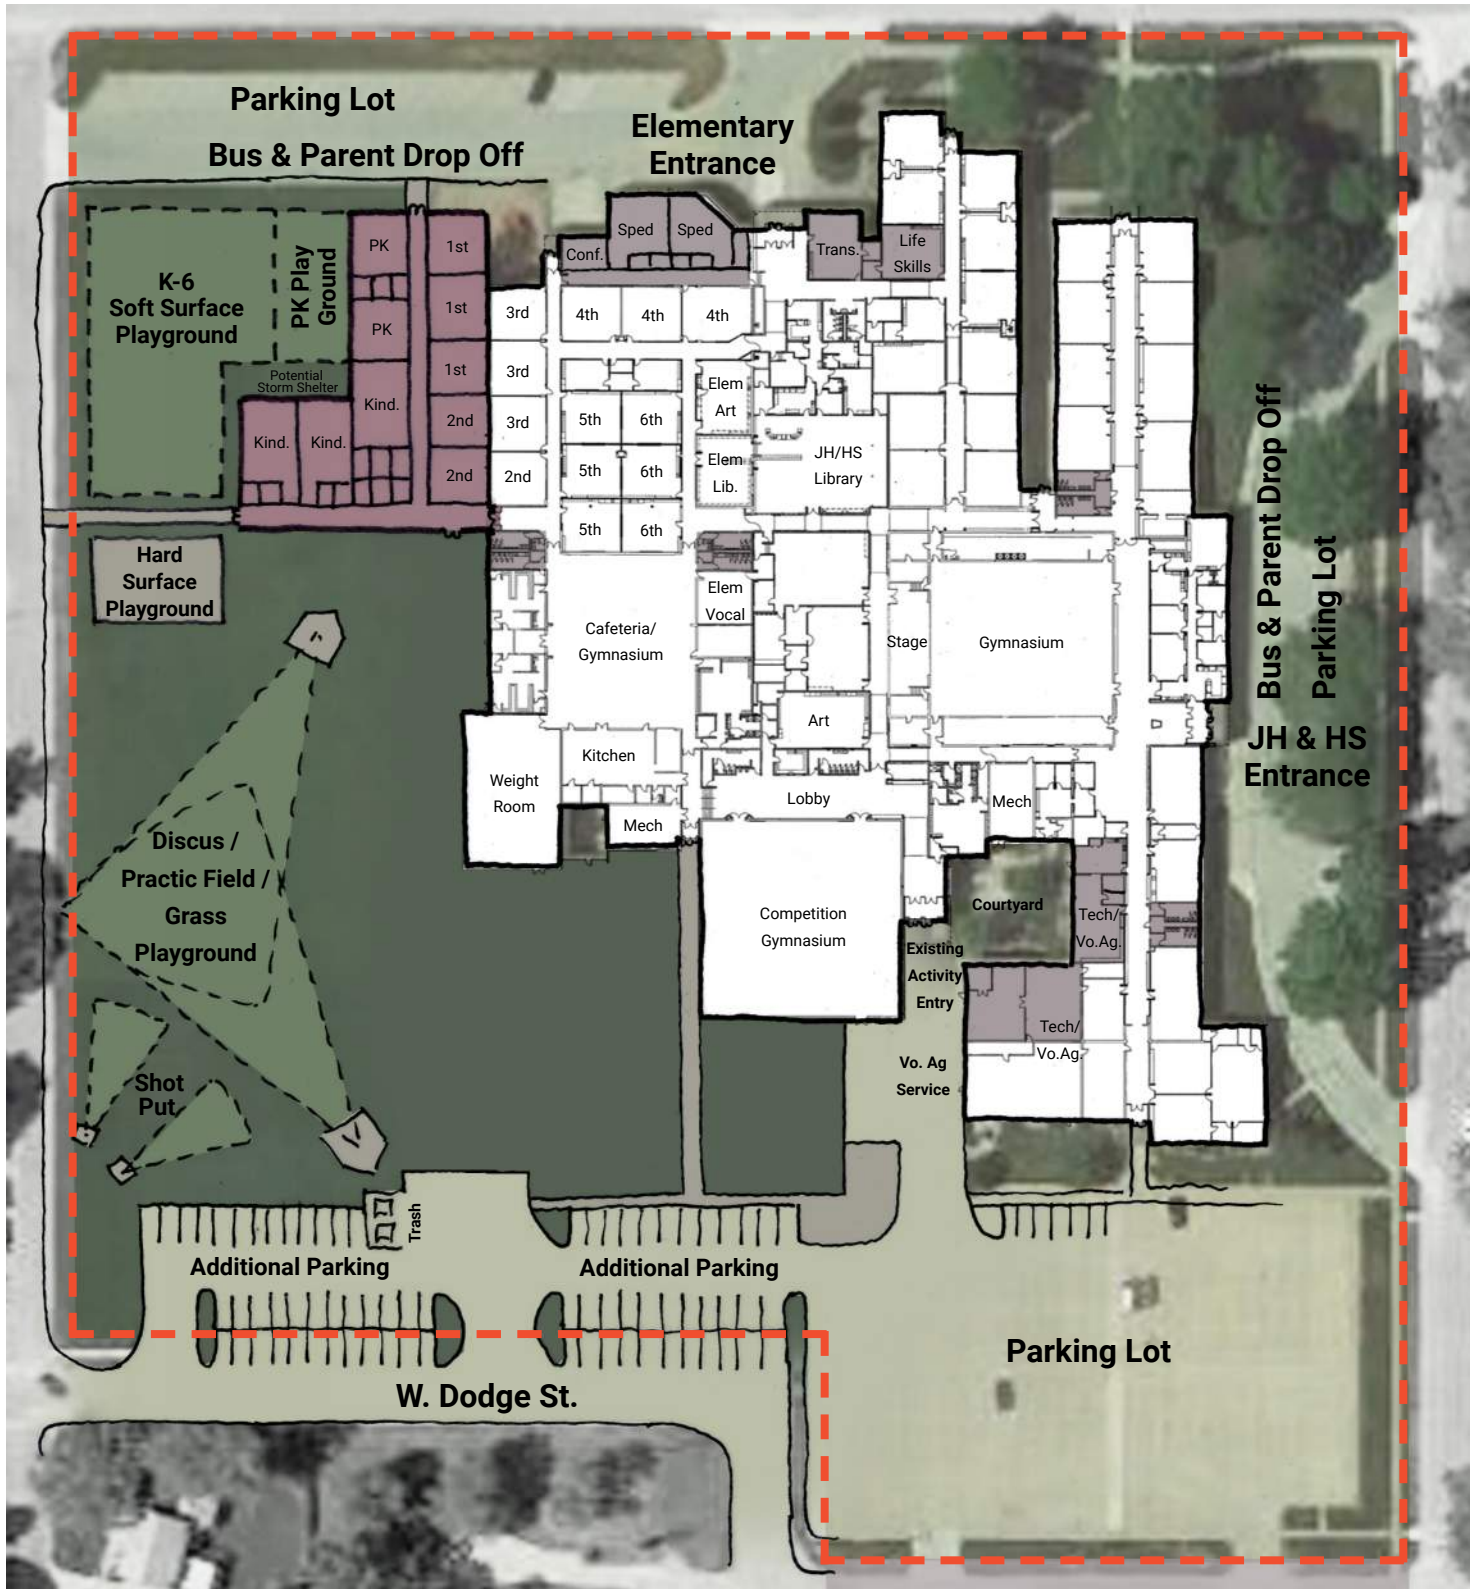 Parking Lot
Bus & Parent Drop Off
Elementary
Entrance
K-6
Soft Surface
Playground
PK Play
Ground
PK
1st
Conf.
Sped
Sped
Trans.
Life
Skills
PK
1st
3rd
4th
4th
4th
Potential
Storm Shelter
1st
3rd
Elem
Art
Kind.
Kind.
Kind.
2nd
3rd
5th
6th
2nd
2nd
5th
6th
Elem
Lib.
JH/HS
Library
5th
6th
Hard
Surface
Playground
Elem
Vocal
Cafeteria/
Gymnasium
Stage
Gymnasium
Bus & Parent Drop Off
Parking Lot
JH & HS
Entrance
Art
Kitchen
Weight
Room
Mech
Lobby
Mech
Discus /
Practic Field /
Grass
Playground
Competition
Gymnasium
Courtyard
Tech/
Vo.Ag.
Existing
Activity
Entry
Tech/
Vo.Ag.
Vo. Ag
Service
Shot
Put
Trash
Additional Parking
Additional Parking
Parking Lot
W. Dodge St.